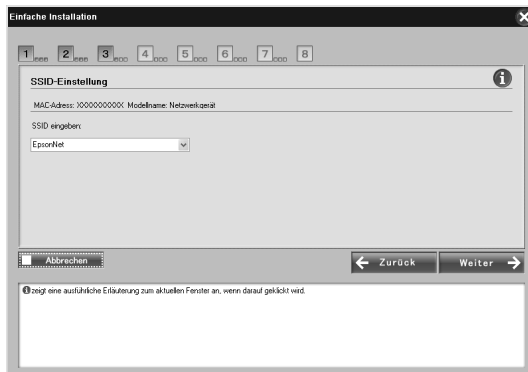 Einfache Installation
1 2 3 4 5 6 7 8
SSID-Einstellung
MAC-Adress: XXXXXXXXXX Modellname: Netzwerkgerät
SSID eingeben:
EpsonNet
Abbrechen
Zurück
Weiter
zeigt eine ausführliche Erläuterung zum aktuellen Fenster an, wenn darauf geklickt wird.